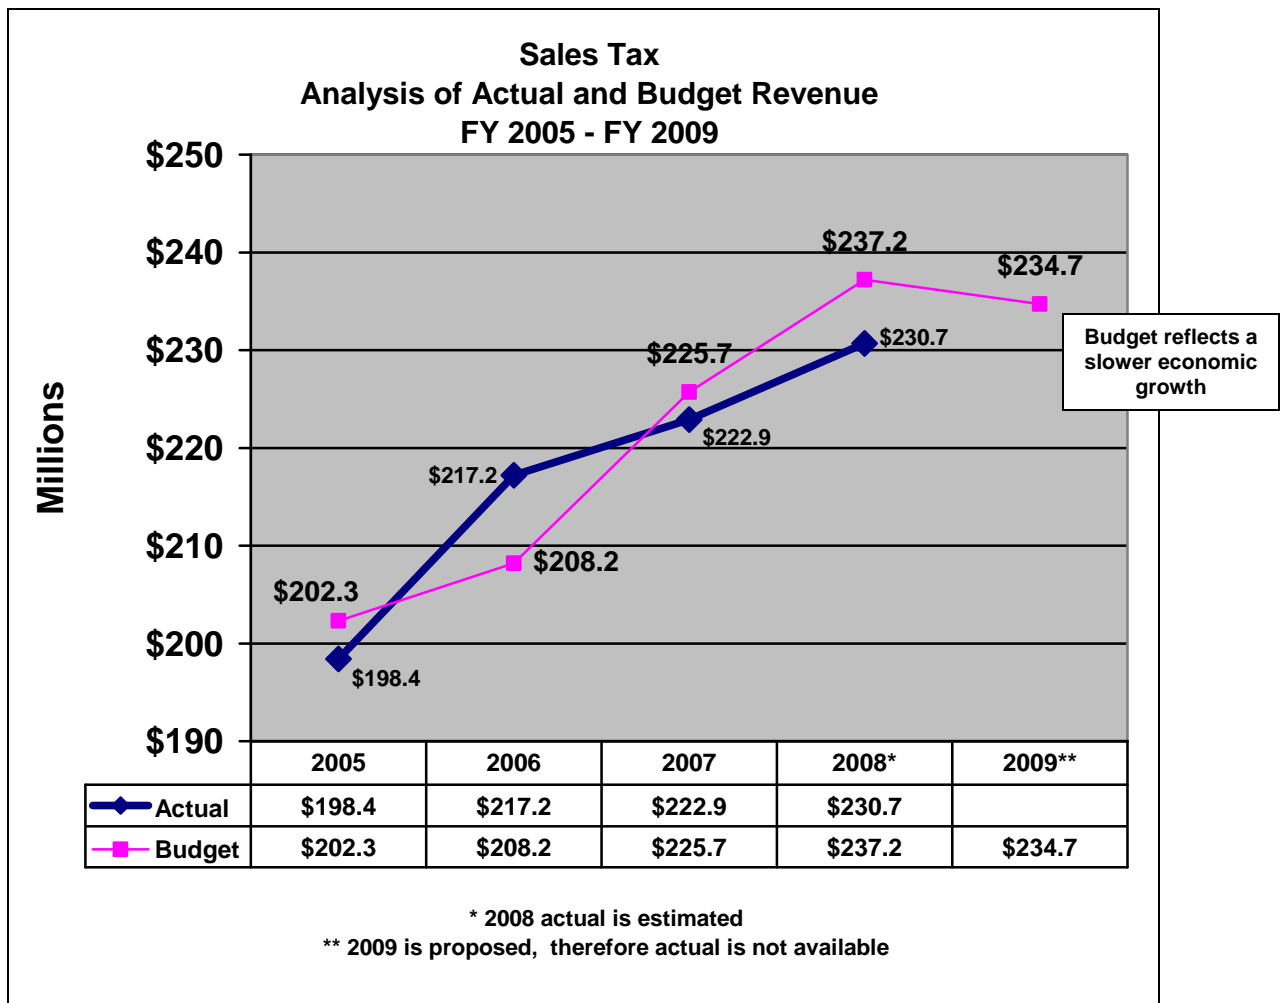 Sales Tax
Analysis of Actual and Budget Revenue
FY 2005 - FY 2009
$250
$240
$230
$220
$210
$200
$190
Millions
$202.3
$198.4
$217.2
$208.2
$225.7
$222.9
$237.2
$230.7
$234.7
Budget reflects a
slower economic
growth
2005 2006 2007 2008* 2009**
Actual $198.4 $217.2 $222.9 $230.7
Budget $202.3 $208.2 $225.7 $237.2 $234.7
* 2008 actual is estimated
** 2009 is proposed,  therefore actual is not available